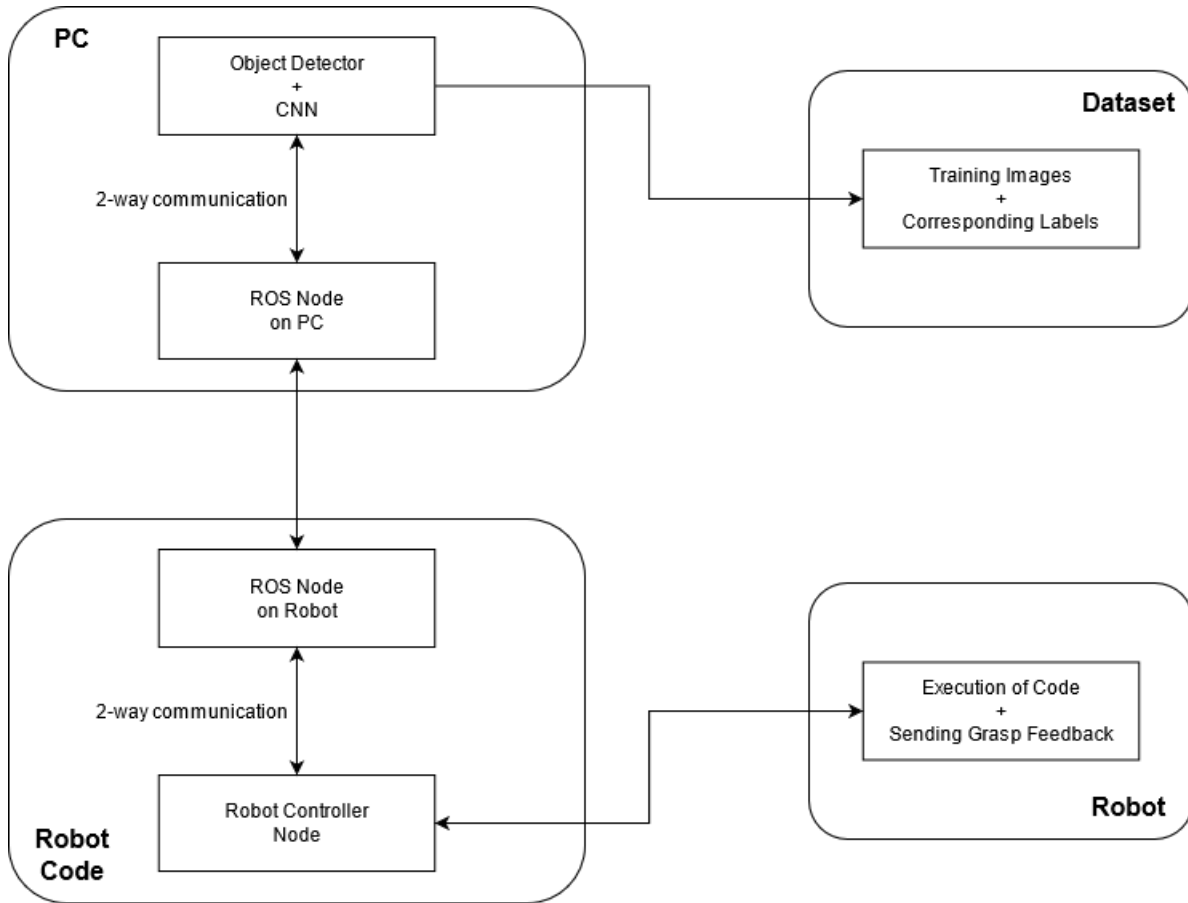 PC
Object Detector
+
CNN
2-way communication
ROS Node
on PC
Dataset
Training Images
+
Corresponding Labels
ROS Node
on Robot
2-way communication
Robot Controller
Node
Robot
Code
Execution of Code
+
Sending Grasp Feedback
Robot